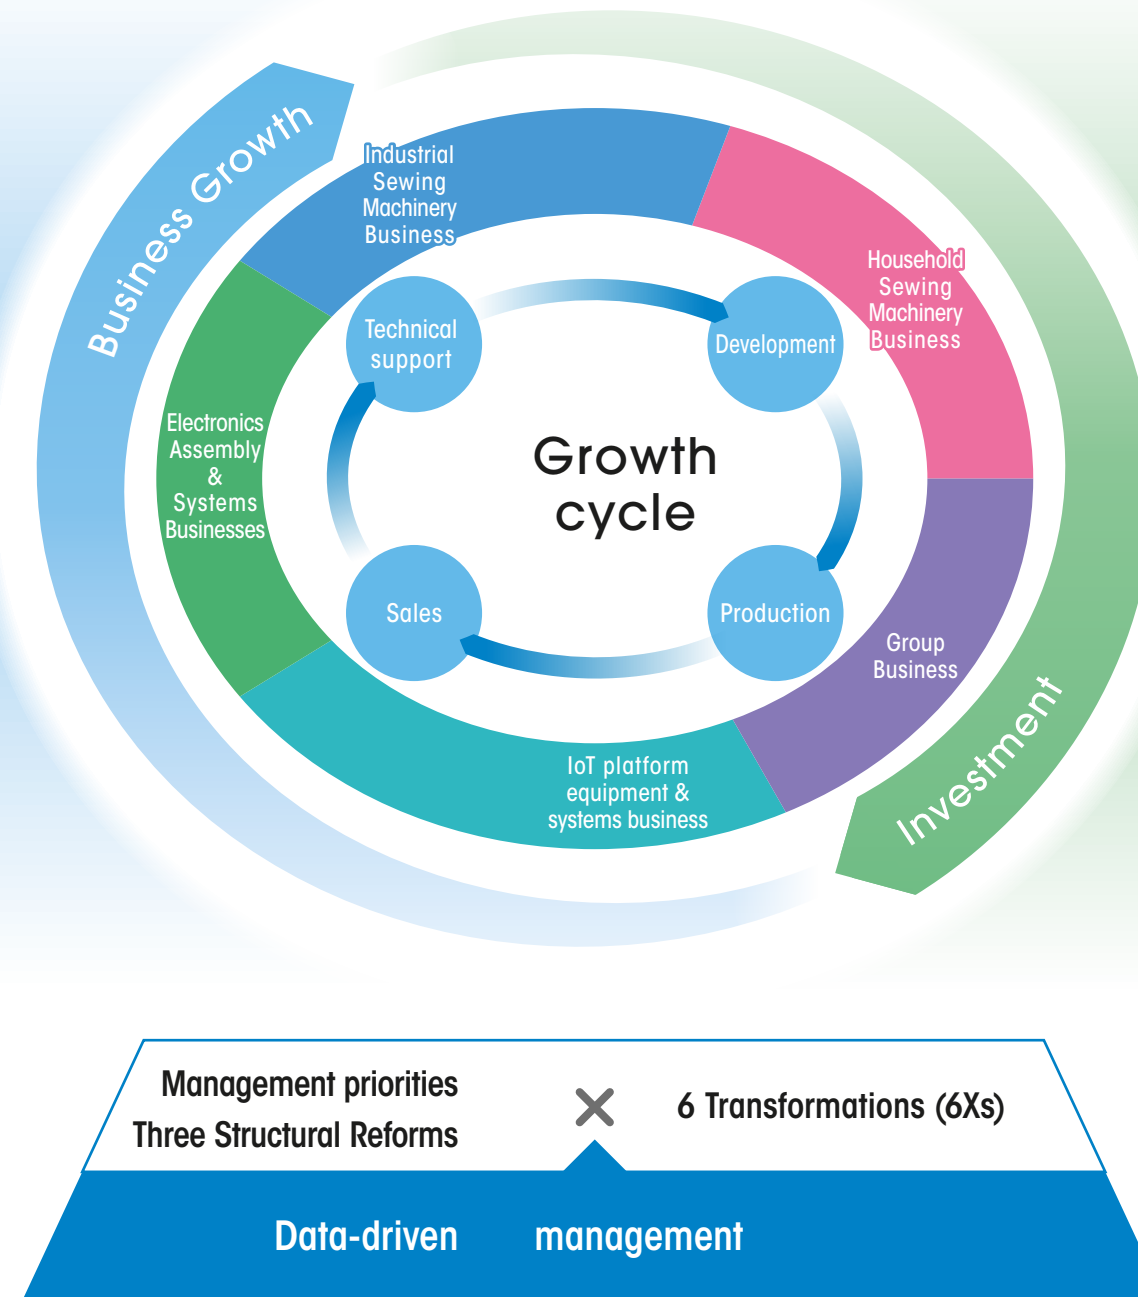 Business Growth
Industrial
Sewing
Machinery
Business
Household
Sewing
Machinery
Business
Technical
support
Development
Electronics
Assembly
&
Systems
Businesses
Growth
cycle
Sales
Production
Group
Business
IoT platform
equipment &
systems business
Investment
Management priorities
Three Structural Reforms
×
6 Transformations (6Xs)
Data-driven management